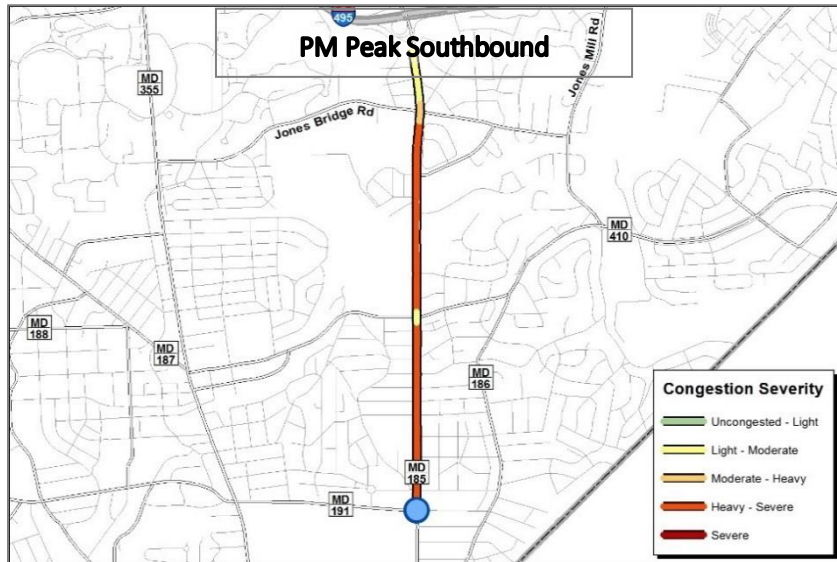 495
PM Peak Southbound
MD
355
Jones Mill Rd
Jones Bridge Rd
MD
410
MD
188
MD
187
MD
186
MD
185
MD
191
Congestion Severity
Uncongested - Light
Light - Moderate
Moderate - Heavy
Heavy - Severe
Severe